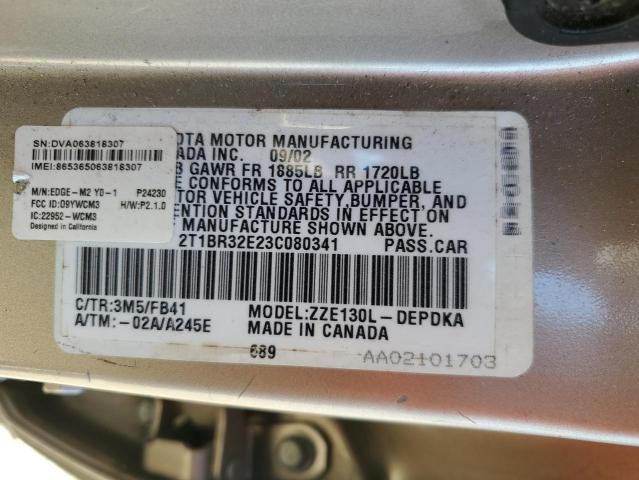 SN:DVA063818307
IMEI:865365063818307
M/N:EDGE-M2 Y0-1 P24230
FCC ID:O9YWCM3 H/W:P2.1.0
IC:22952-WCM3
Designed in California
OTA MOTOR MANUFACTURING
ADA INC. 09/02
B GAWR FR 1885LB RR 1720LB
E CONFORMS TO ALL APPLICABLE
TOR VEHICLE SAFETY,BUMPER, AND
ENTION STANDARDS IN EFFECT ON
MANUFACTURE SHOWN ABOVE.
2T1BR32E23C080341 PASS.CAR
C/TR:3M5/FB41 MODEL:ZZE130L-DEPDKA
A/TM:-02A/A245E MADE IN CANADA
689 AA02101703